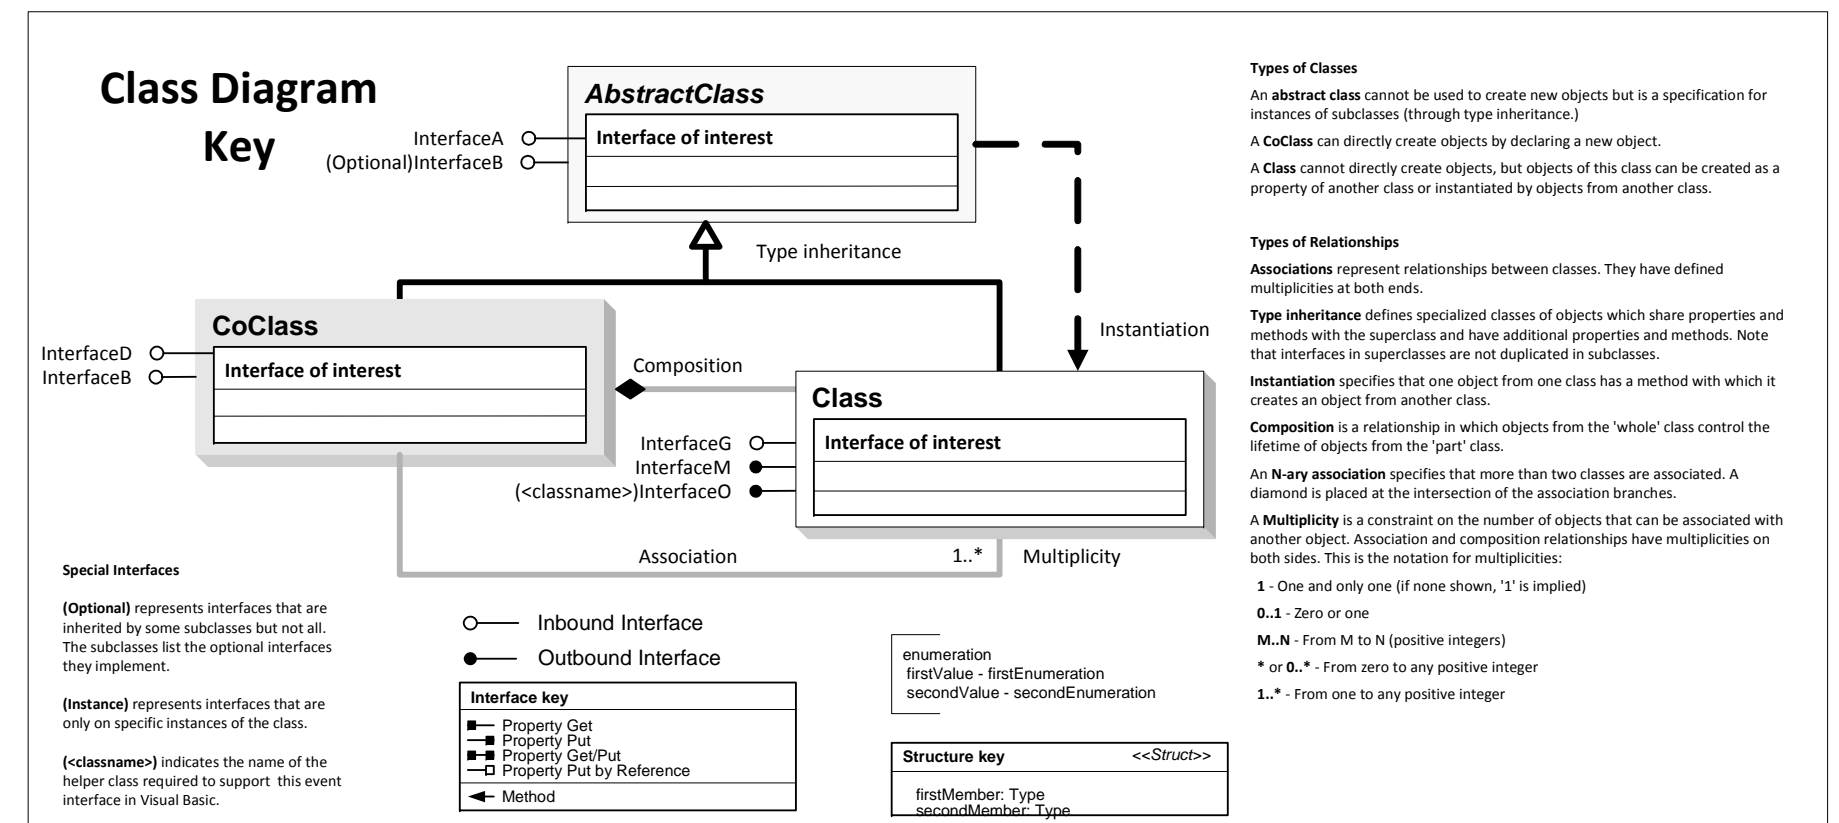 Class Diagram
Key
AbstractClass
Interface of interest
InterfaceA
(Optional)InterfaceB
Type inheritance
CoClass
Interface of interest
InterfaceD
InterfaceB
Composition
Instantiation
Class
Interface of interest
InterfaceG
InterfaceM
(<classname>)InterfaceO
Association
1..*
Multiplicity
Special Interfaces
(Optional) represents interfaces that are
inherited by some subclasses but not all.
The subclasses list the optional interfaces
they implement.
(Instance) represents interfaces that are
only on specific instances of the class.
(<classname>) indicates the name of the
helper class required to support this event
interface in Visual Basic.
Inbound Interface
Outbound Interface
Interface key
Property Get
Property Put
Property Get/Put
Property Put by Reference
Method
enumeration
firstValue - firstEnumeration
secondValue - secondEnumeration
Structure key <<Struct>>
firstMember: Type
secondMember: Type
Types of Classes
An abstract class cannot be used to create new objects but is a specification for
instances of subclasses (through type inheritance.)
A CoClass can directly create objects by declaring a new object.
A Class cannot directly create objects, but objects of this class can be created as a
property of another class or instantiated by objects from another class.
Types of Relationships
Associations represent relationships between classes. They have defined
multiplicities at both ends.
Type inheritance defines specialized classes of objects which share properties and
methods with the superclass and have additional properties and methods. Note
that interfaces in superclasses are not duplicated in subclasses.
Instantiation specifies that one object from one class has a method with which it
creates an object from another class.
Composition is a relationship in which objects from the 'whole' class control the
lifetime of objects from the 'part' class.
An N-ary association specifies that more than two classes are associated. A
diamond is placed at the intersection of the association branches.
A Multiplicity is a constraint on the number of objects that can be associated with
another object. Association and composition relationships have multiplicities on
both sides. This is the notation for multiplicities:
1 - One and only one (if none shown, '1' is implied)
0..1 - Zero or one
M..N - From M to N (positive integers)
* or 0..* - From zero to any positive integer
1..* - From one to any positive integer